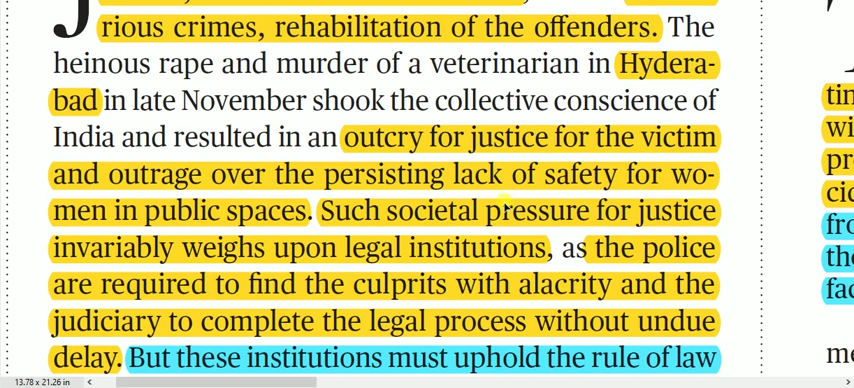 J
rious crimes, rehabilitation of the offenders. The
heinous rape and murder of a veterinarian in Hydera-
bad in late November shook the collective conscience of
India and resulted in an outcry for justice for the victim
and outrage over the persisting lack of safety for wo-
men in public spaces. Such societal pressure for justice
invariably weighs upon legal institutions, as the police
are required to find the culprits with alacrity and the
judiciary to complete the legal process without undue
delay. But these institutions must uphold the rule of law
13.78 x 21.26 in